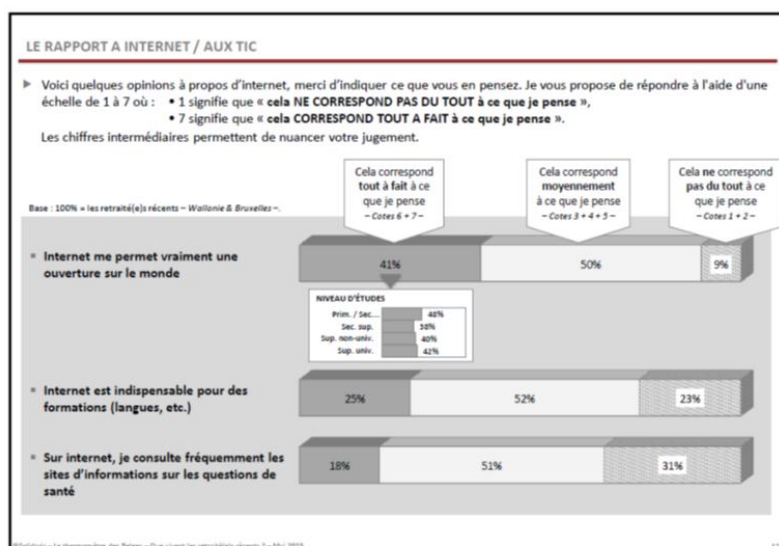 LE RAPPORT A INTERNET / AUX TIC
Voici quelques opinions à propos d'internet, merci d'indiquer ce que vous en pensez. Je vous propose de répondre à l'aide d'une
échelle de 1 à 7 où : • 1 signifie que « cela NE CORRESPOND PAS DU TOUT à ce que je pense »,
• 7 signifie que « cela CORRESPOND TOUT A FAIT à ce que je pense ».
Les chiffres intermédiaires permettent de nuancer votre jugement.
Cela correspond
tout à fait à ce
que je pense
– Cotes 6 + 7 –
Cela correspond
moyennement
à ce que je pense
– Cotes 3 + 4 + 5 –
Cela ne correspond
pas du tout à ce
que je pense
– Cotes 1 + 2 –
Base : 100% = les retraité(e)s récents – Wallonie & Bruxelles –.
Internet me permet vraiment une
ouverture sur le monde
41% 50% 9%
NIVEAU D'ÉTUDES
Prim. / Sec... 48%
Sec. sup. 38%
Sup. non-univ. 40%
Sup. univ. 42%
Internet est indispensable pour des
formations (langues, etc.)
25% 52% 23%
Sur internet, je consulte fréquemment les
sites d'informations sur les questions de
santé
18% 51% 31%